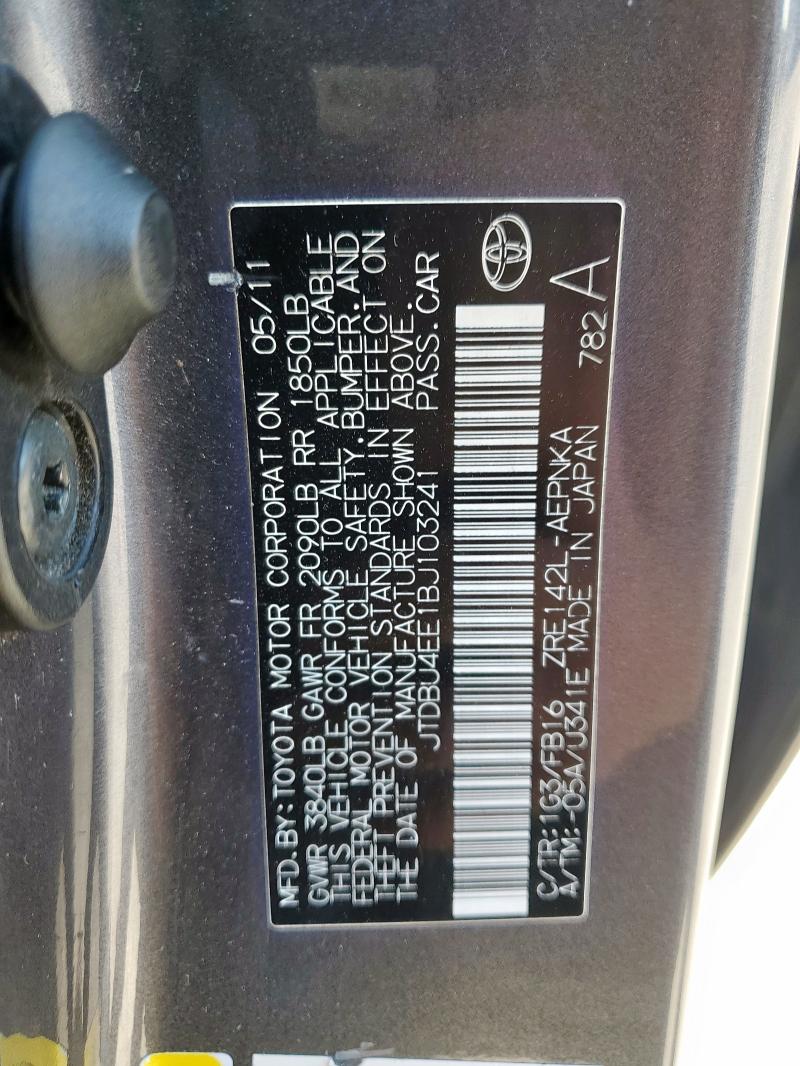 MFD. BY: TOYOTA MOTOR CORPORATION 05/11
GVWR 3840LB GAWR FR 2090LB RR 1850LB
THIS VEHICLE CONFORMS TO ALL APPLICABLE
FEDERAL MOTOR VEHICLE SAFETY, BUMPER, AND
THEFT PREVENTION STANDARDS IN EFFECT ON
THE DATE OF MANUFACTURE SHOWN ABOVE.
JTDBU4EE1BJ103241 PASS. CAR
C/TR: 1G3/FB16 ZRE142L-AEPNKA
A/TM: -05A/U341E MADE IN JAPAN 782 A